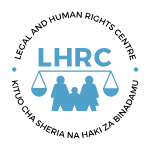 LEGAL AND HUMAN RIGHTS CENTRE
LHRC
KITUO CHA SHERIA NA HAKI ZA BINADAMU